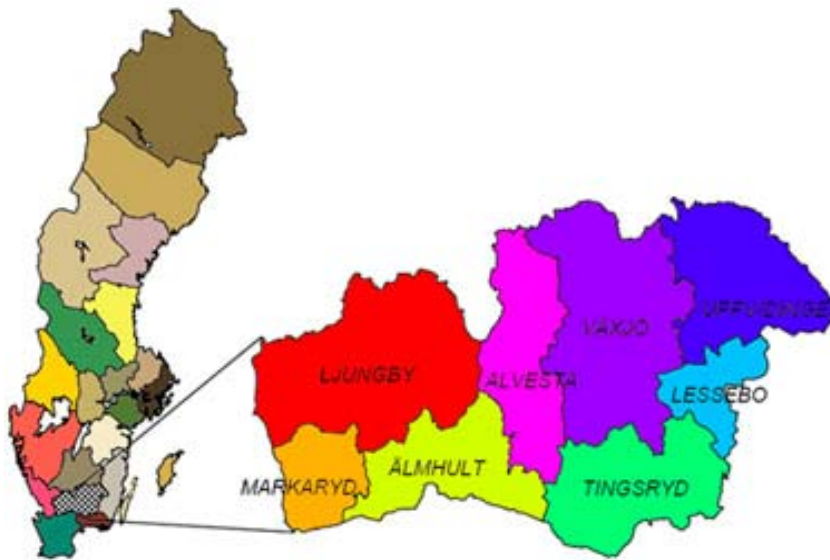 UPPVIDINGE
VÄXJÖ
LJUNGBY
ALVESTA
LESSEBO
ÄLMHULT
MARKARYD
TINGSRYD